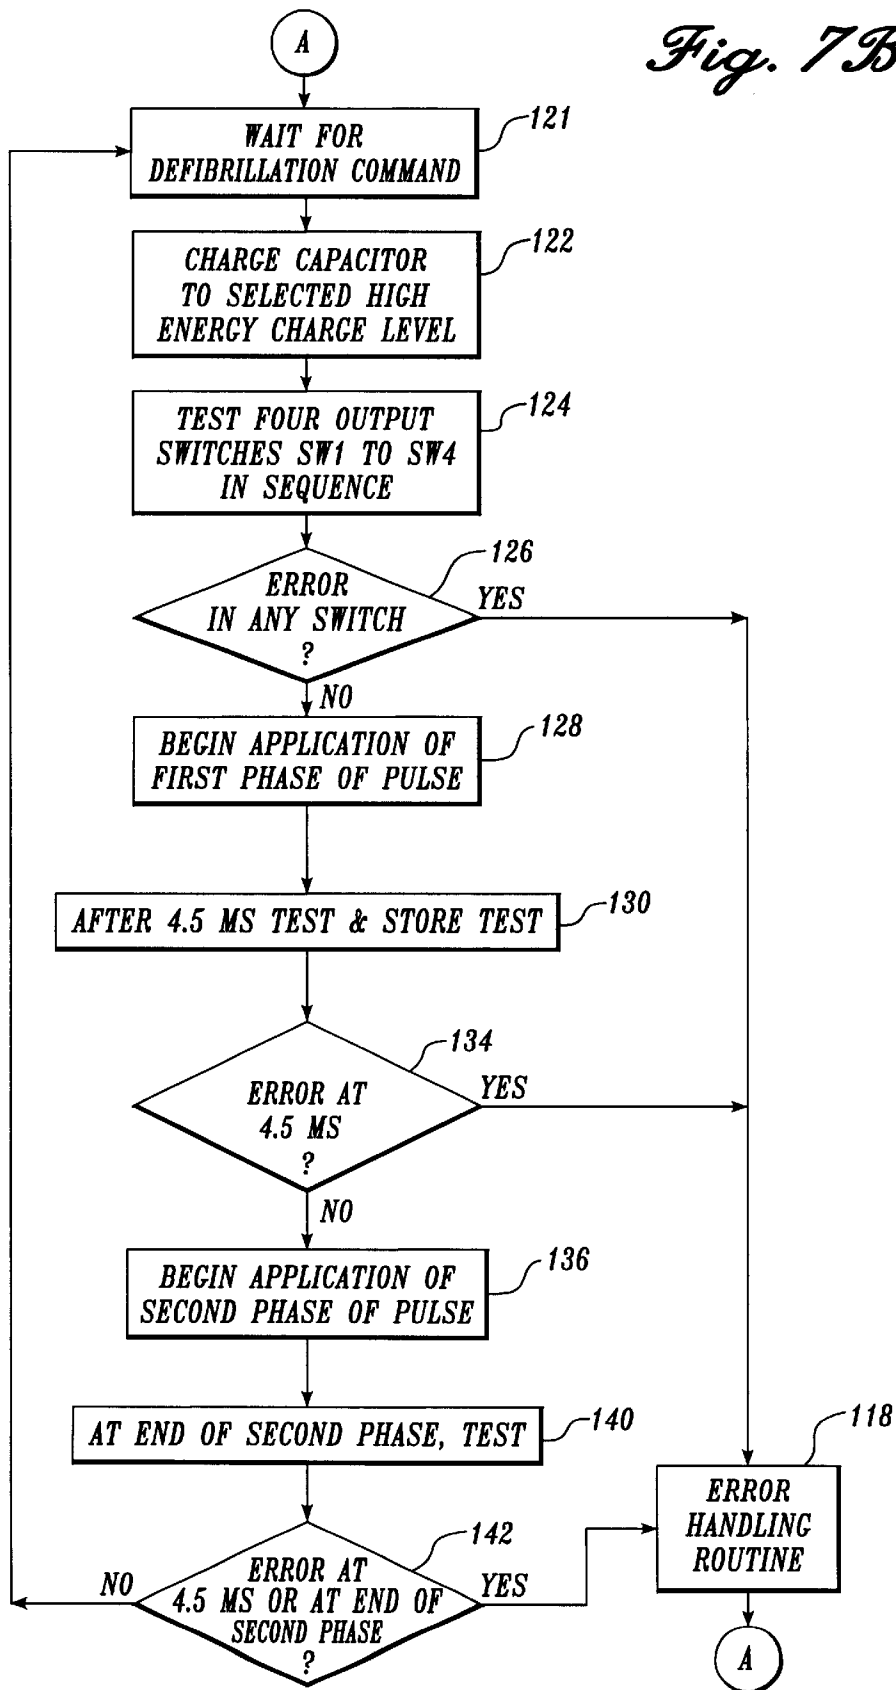 Fig. 7B
A
WAIT FOR
DEFIBRILLATION COMMAND
121
CHARGE CAPACITOR
TO SELECTED HIGH
ENERGY CHARGE LEVEL
122
TEST FOUR OUTPUT
SWITCHES SW1 TO SW4
IN SEQUENCE
124
ERROR
IN ANY SWITCH
?
126
YES
NO
BEGIN APPLICATION OF
FIRST PHASE OF PULSE
128
AFTER 4.5 MS TEST & STORE TEST
130
ERROR AT
4.5 MS
?
134
YES
NO
BEGIN APPLICATION OF
SECOND PHASE OF PULSE
136
AT END OF SECOND PHASE, TEST
140
ERROR AT
4.5 MS OR AT END OF
SECOND PHASE
?
142
NO
YES
118
ERROR
HANDLING
ROUTINE
A